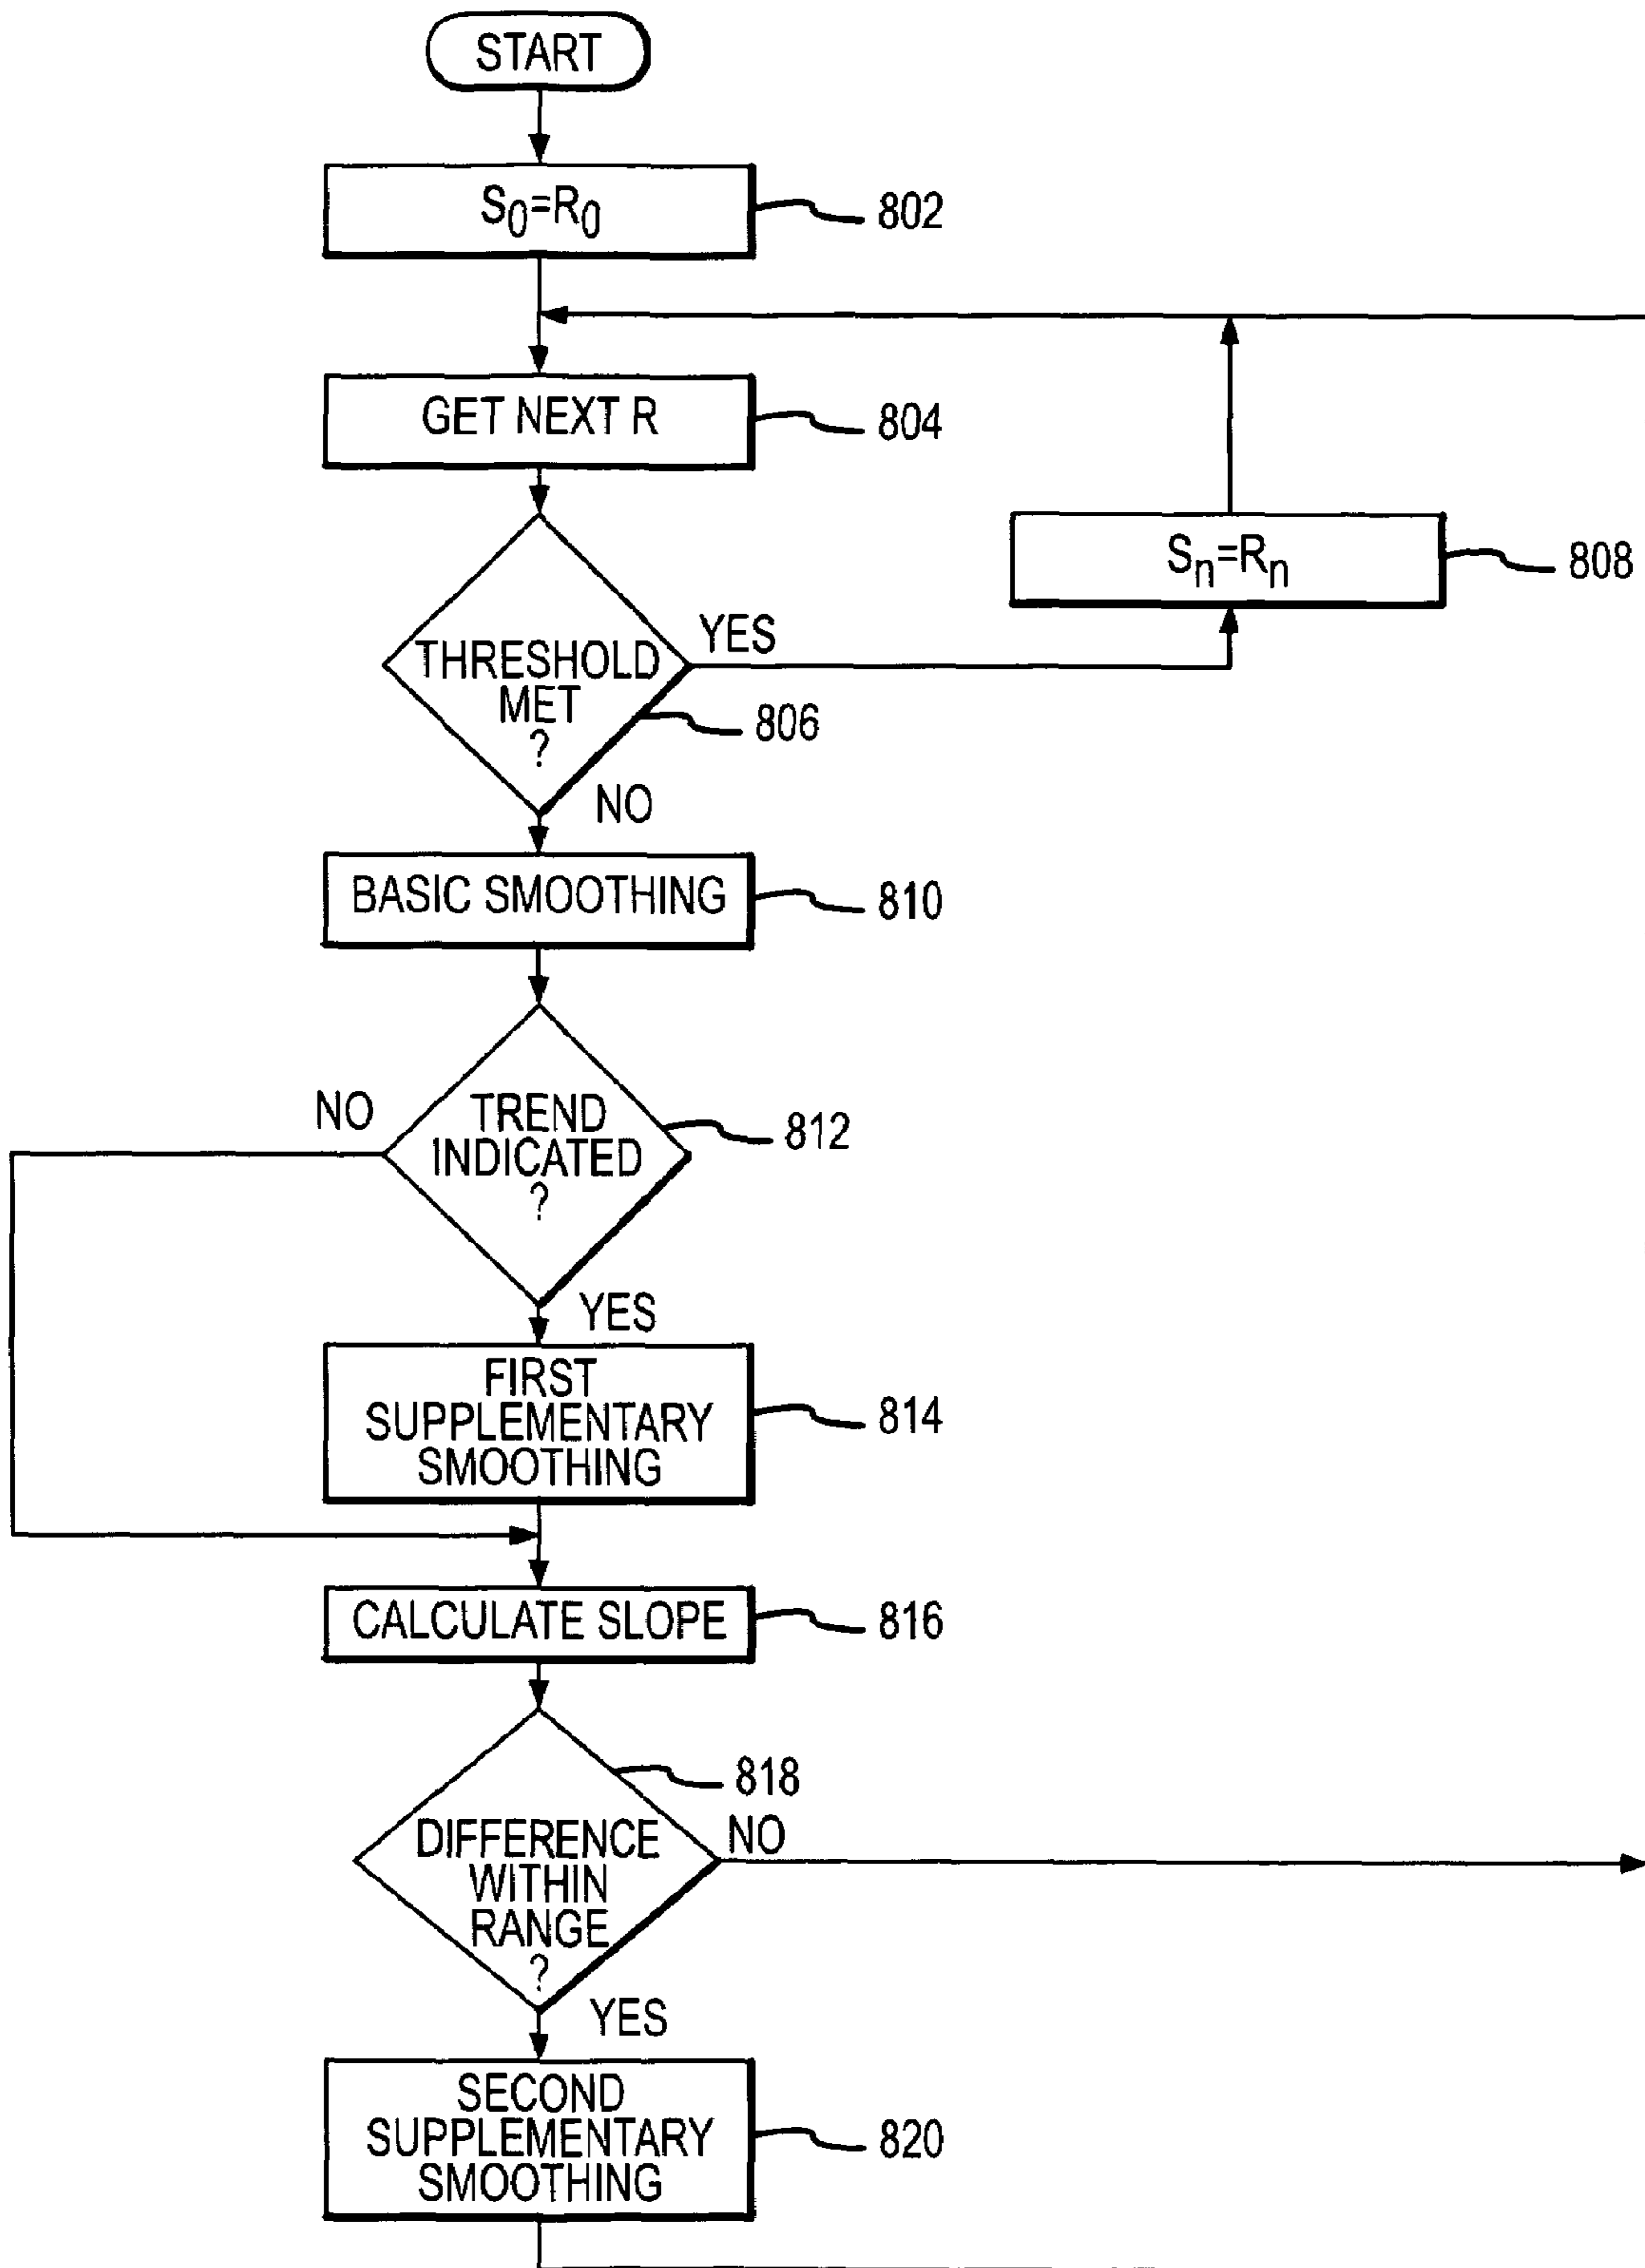 START
S0=R0
802
GET NEXT R
804
Sn=Rn
808
YES
THRESHOLD
MET
?
806
NO
BASIC SMOOTHING
810
NO
TREND
INDICATED
?
812
YES
FIRST
SUPPLEMENTARY
SMOOTHING
814
CALCULATE SLOPE
816
818
DIFFERENCE
WITHIN
RANGE
?
NO
YES
SECOND
SUPPLEMENTARY
SMOOTHING
820